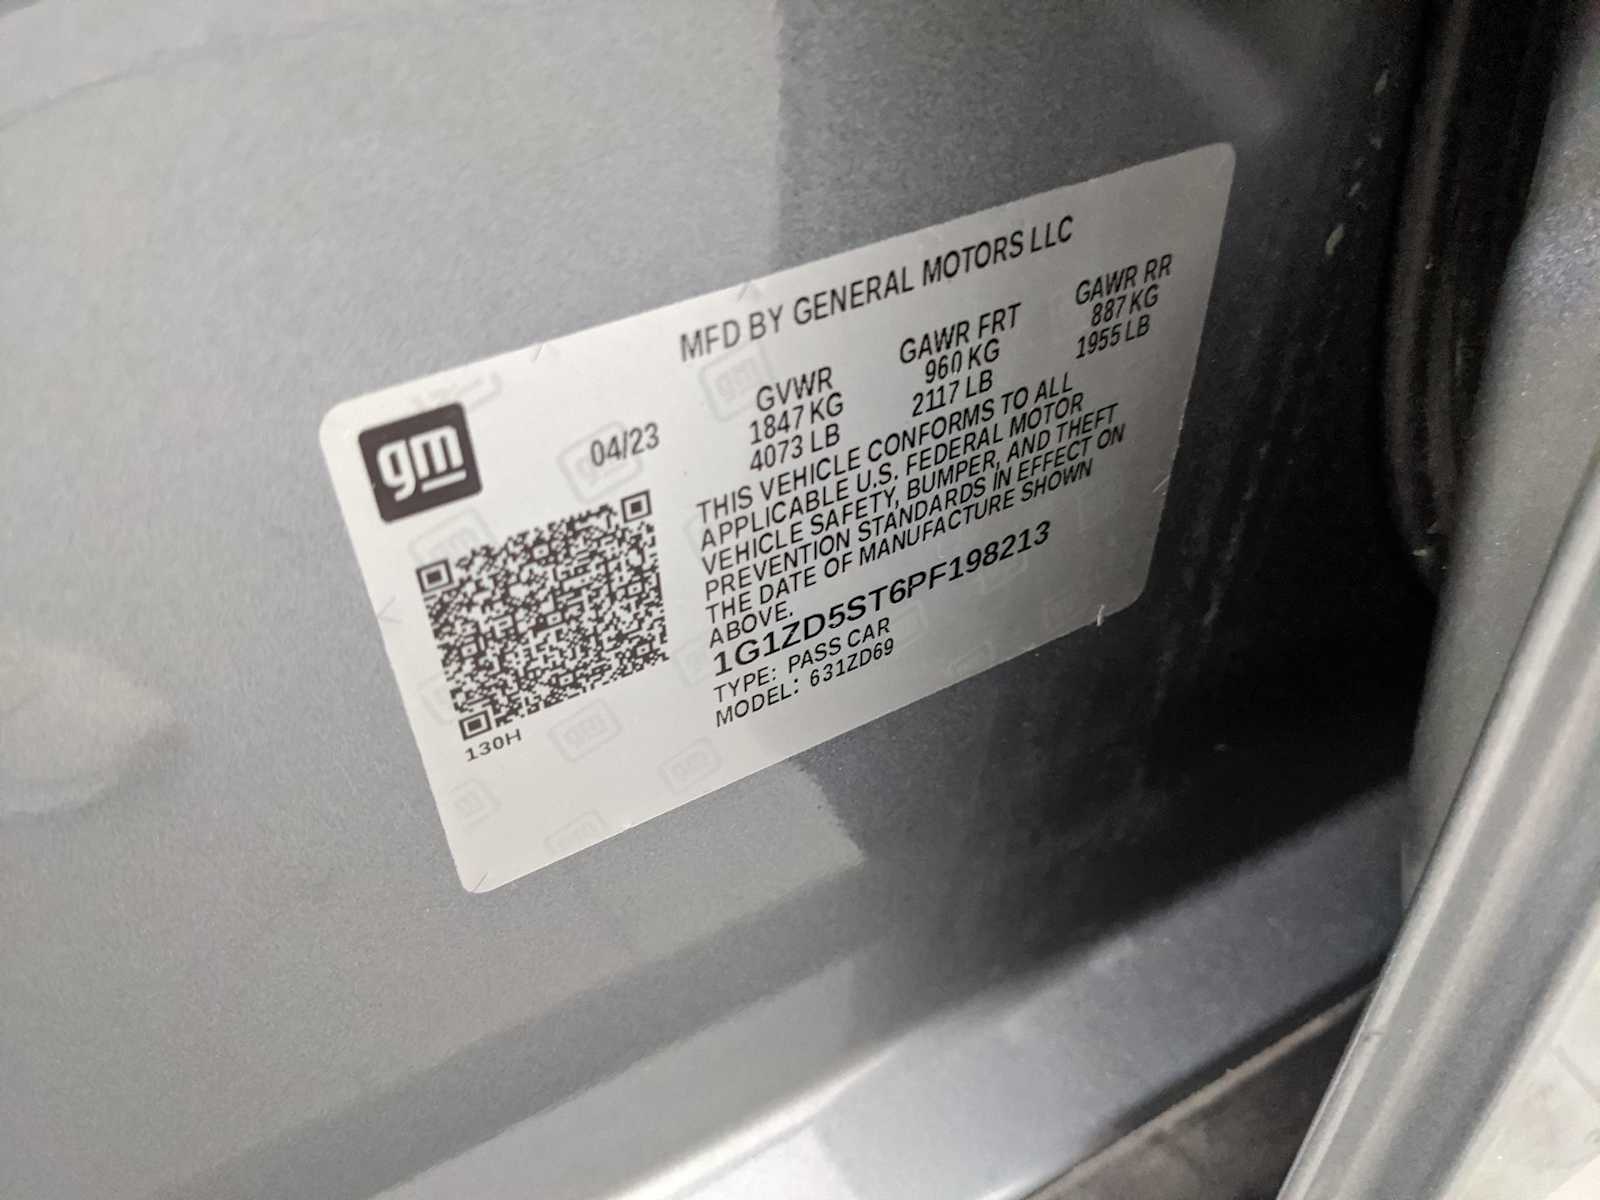 MFD BY GENERAL MOTORS LLC
gm
04/23
GVWR GAWR FRT GAWR RR
1847 KG 960 KG 887 KG
4073 LB 2117 LB 1955 LB
THIS VEHICLE CONFORMS TO ALL
APPLICABLE U.S. FEDERAL MOTOR
VEHICLE SAFETY, BUMPER, AND THEFT
PREVENTION STANDARDS IN EFFECT ON
THE DATE OF MANUFACTURE SHOWN
ABOVE.
1G1ZD5ST6PF198213
TYPE: PASS CAR
MODEL: 631ZD69
130H